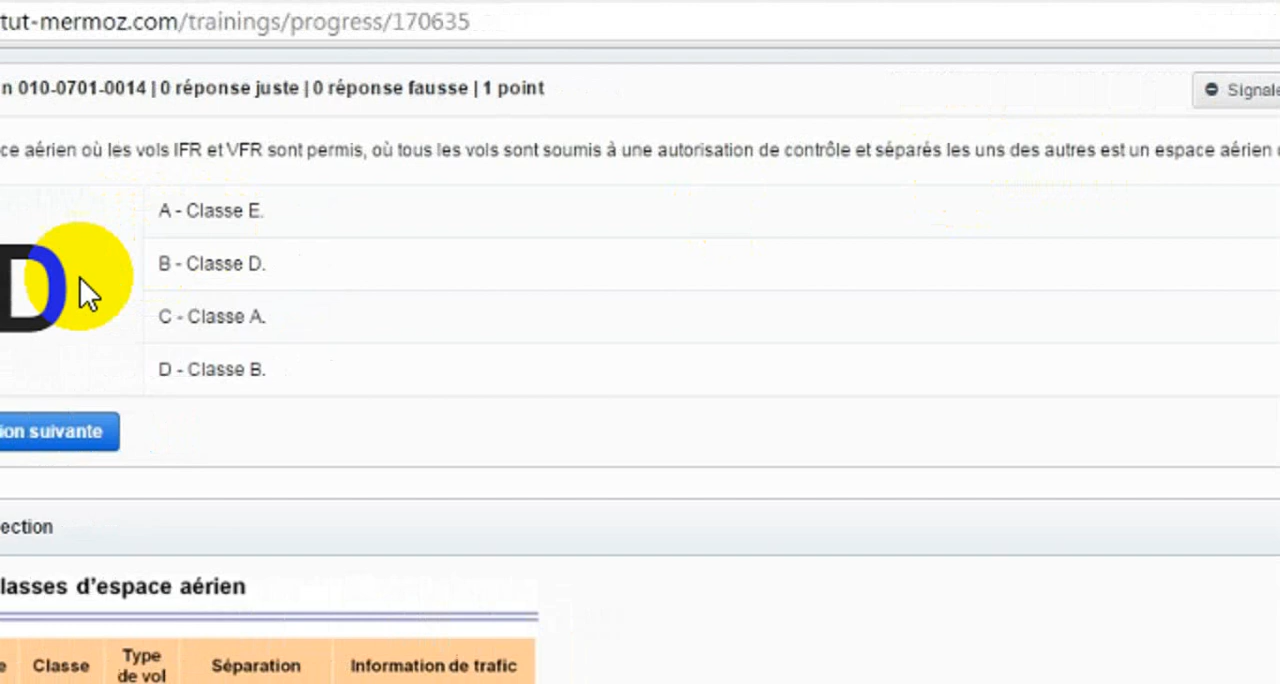 tut-mermoz.com/trainings/progress/170635
n 010-0701-0014 | 0 réponse juste | 0 réponse fausse | 1 point
Signale
ce aérien où les vols IFR et VFR sont permis, où tous les vols sont soumis à une autorisation de contrôle et séparés les uns des autres est un espace aérien
A - Classe E.
B - Classe D.
D
C - Classe A.
D - Classe B.
ion suivante
ection
lasses d'espace aérien
e Classe Type de vol Séparation Information de trafic